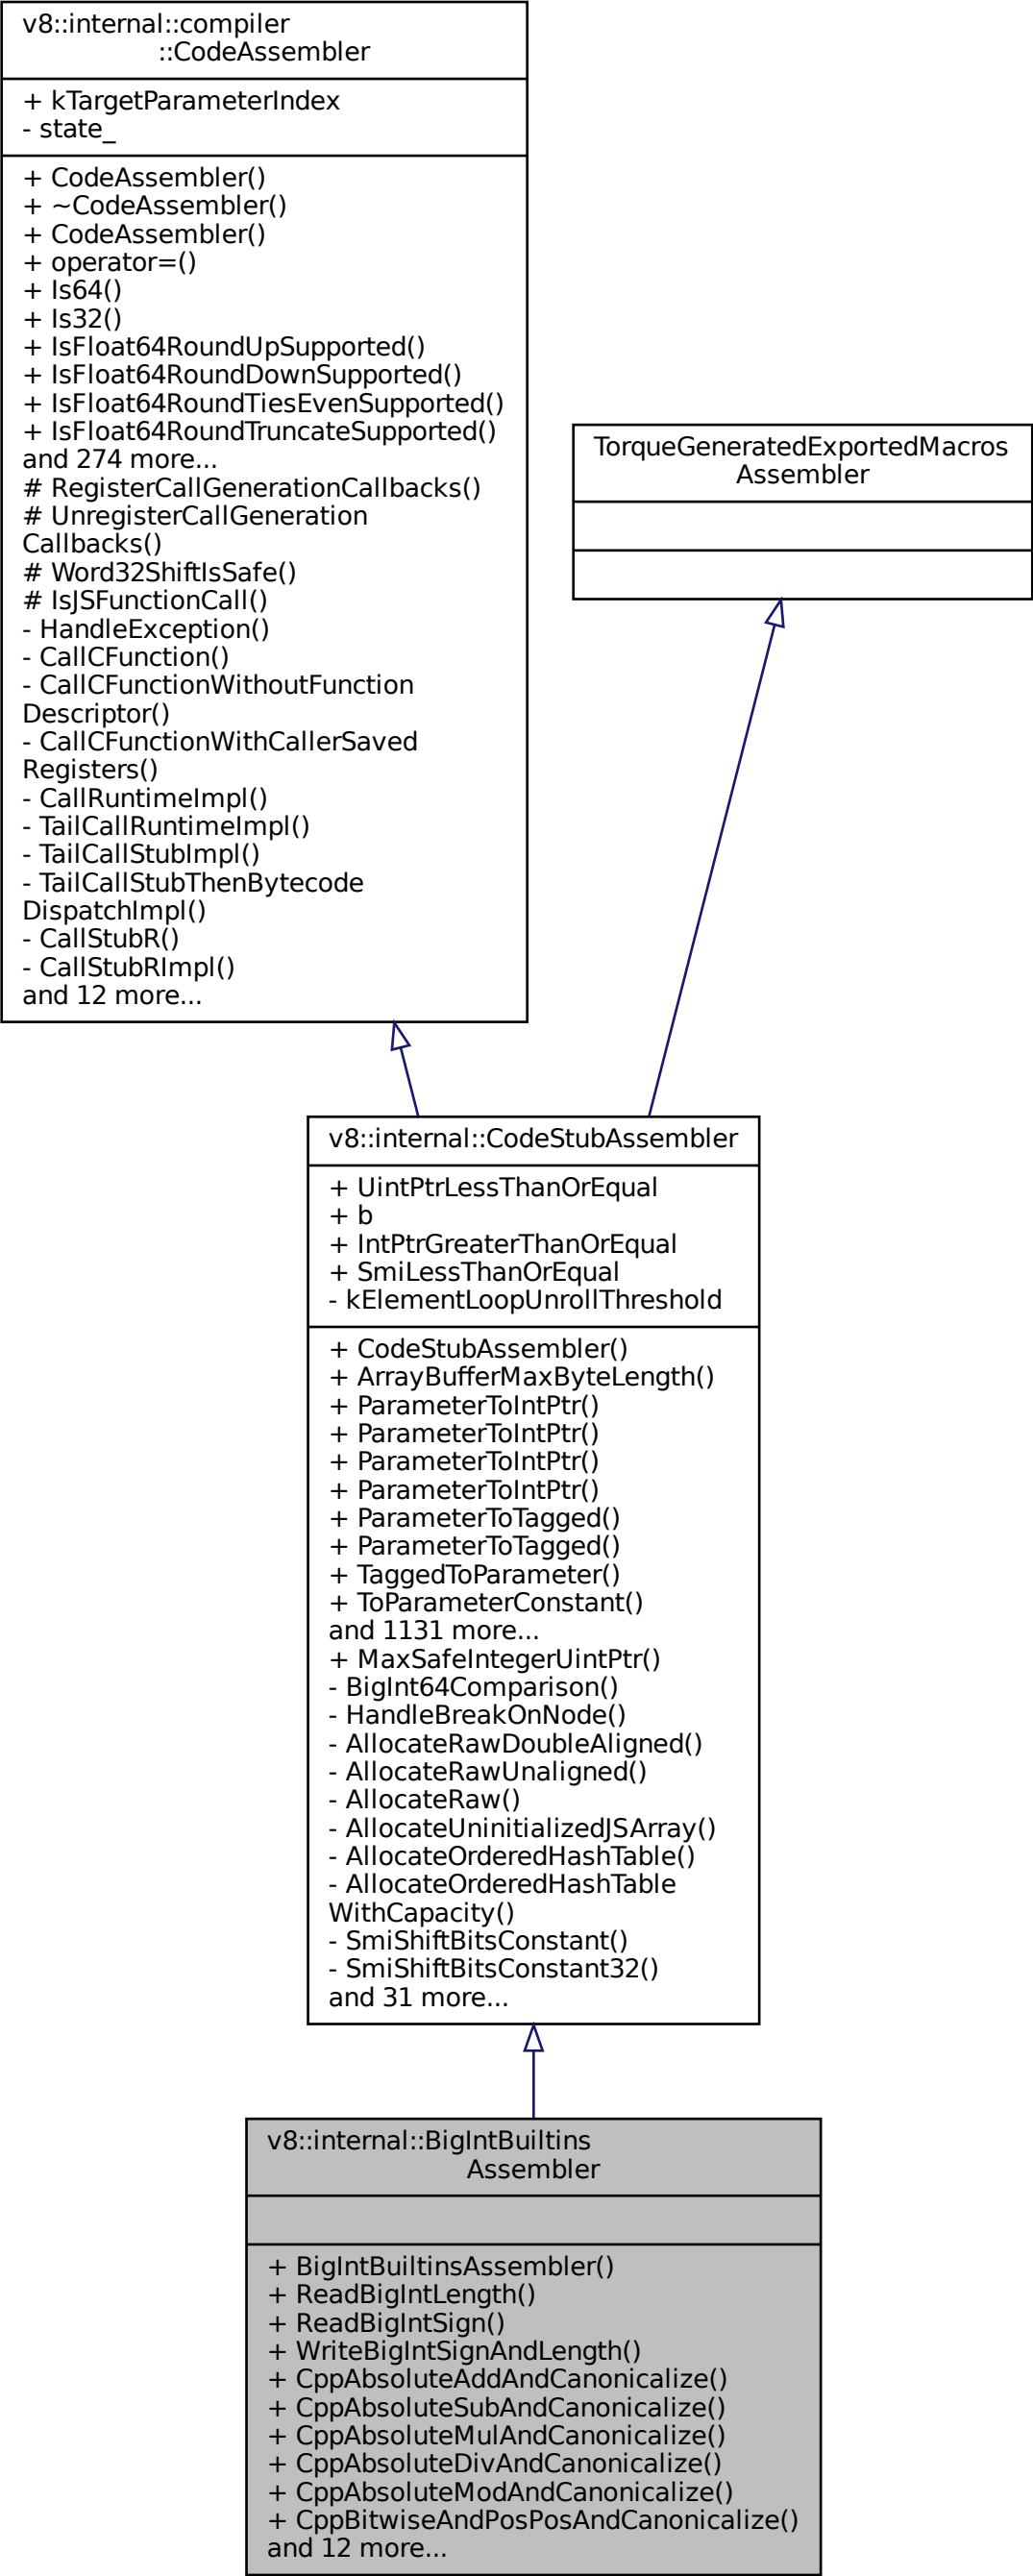 v8::internal::compiler
::CodeAssembler
+ kTargetParameterIndex
- state_
+ CodeAssembler()
+ ~CodeAssembler()
+ CodeAssembler()
+ operator=()
+ Is64()
+ Is32()
+ IsFloat64RoundUpSupported()
+ IsFloat64RoundDownSupported()
+ IsFloat64RoundTiesEvenSupported()
+ IsFloat64RoundTruncateSupported()
and 274 more...
# RegisterCallGenerationCallbacks()
# UnregisterCallGeneration
Callbacks()
# Word32ShiftIsSafe()
# IsJSFunctionCall()
- HandleException()
- CallCFunction()
- CallCFunctionWithoutFunction
Descriptor()
- CallCFunctionWithCallerSaved
Registers()
- CallRuntimeImpl()
- TailCallRuntimeImpl()
- TailCallStubImpl()
- TailCallStubThenBytecode
DispatchImpl()
- CallStubR()
- CallStubRImpl()
and 12 more...
TorqueGeneratedExportedMacros
Assembler
v8::internal::CodeStubAssembler
+ UintPtrLessThanOrEqual
+ b
+ IntPtrGreaterThanOrEqual
+ SmiLessThanOrEqual
- kElementLoopUnrollThreshold
+ CodeStubAssembler()
+ ArrayBufferMaxByteLength()
+ ParameterToIntPtr()
+ ParameterToIntPtr()
+ ParameterToIntPtr()
+ ParameterToIntPtr()
+ ParameterToTagged()
+ ParameterToTagged()
+ TaggedToParameter()
+ ToParameterConstant()
and 1131 more...
+ MaxSafeIntegerUintPtr()
- BigInt64Comparison()
- HandleBreakOnNode()
- AllocateRawDoubleAligned()
- AllocateRawUnaligned()
- AllocateRaw()
- AllocateUninitializedJSArray()
- AllocateOrderedHashTable()
- AllocateOrderedHashTable
WithCapacity()
- SmiShiftBitsConstant()
- SmiShiftBitsConstant32()
and 31 more...
v8::internal::BigIntBuiltins
Assembler
+ BigIntBuiltinsAssembler()
+ ReadBigIntLength()
+ ReadBigIntSign()
+ WriteBigIntSignAndLength()
+ CppAbsoluteAddAndCanonicalize()
+ CppAbsoluteSubAndCanonicalize()
+ CppAbsoluteMulAndCanonicalize()
+ CppAbsoluteDivAndCanonicalize()
+ CppAbsoluteModAndCanonicalize()
+ CppBitwiseAndPosPosAndCanonicalize()
and 12 more...